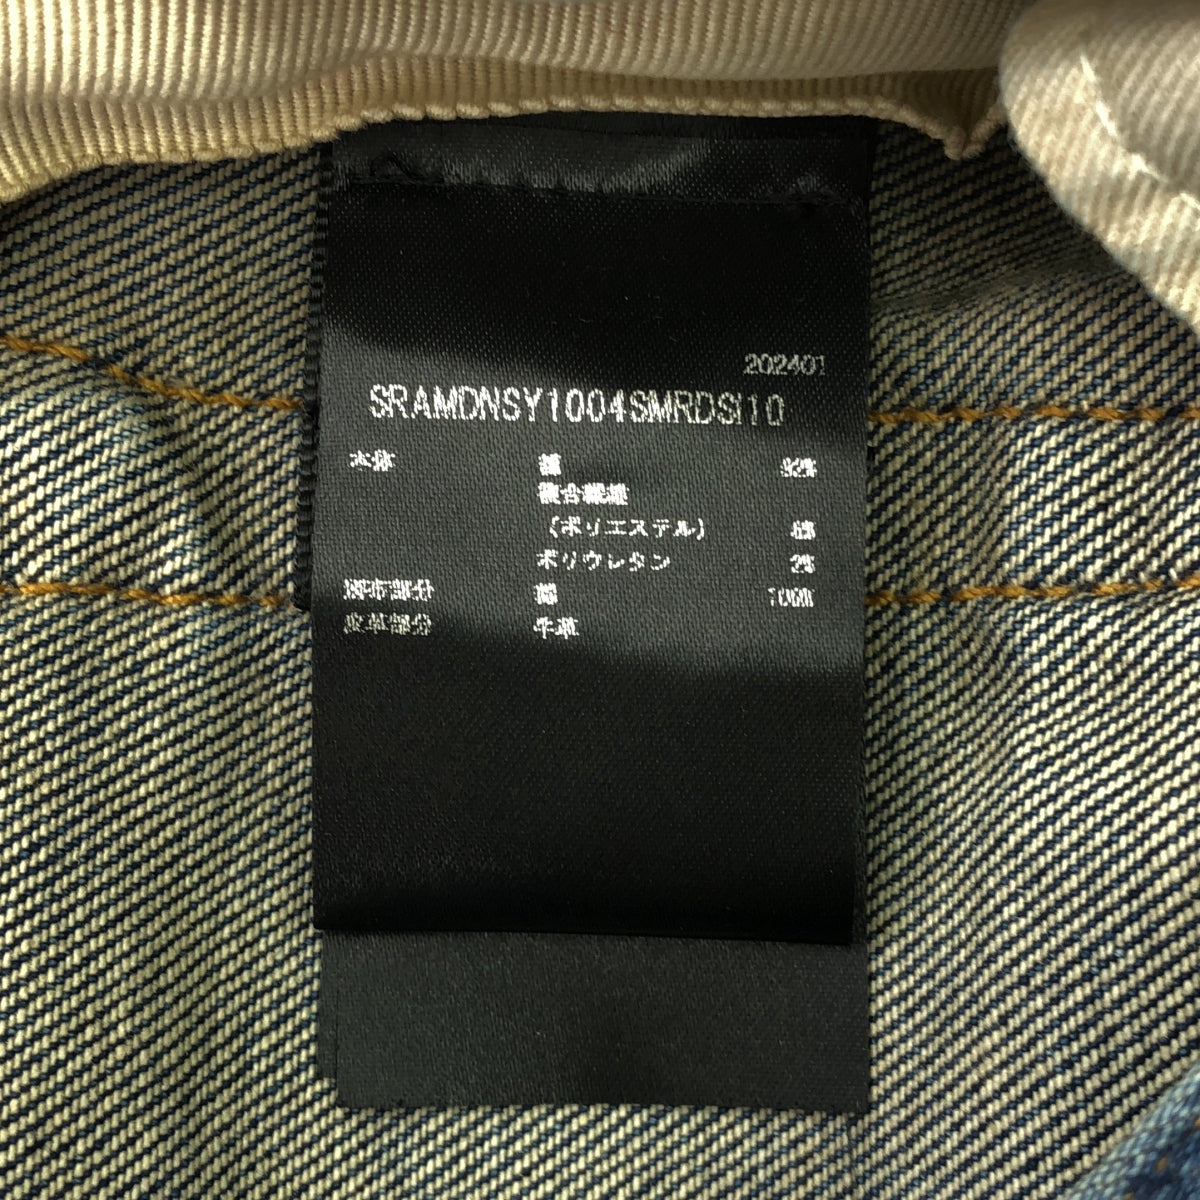 202401
SRAMDNSY1004SMRDSI10
本体 綿 92%
複合繊維
(ポリエステル) 6%
ポリウレタン 2%
別布部分 綿 100%
皮革部分 牛革